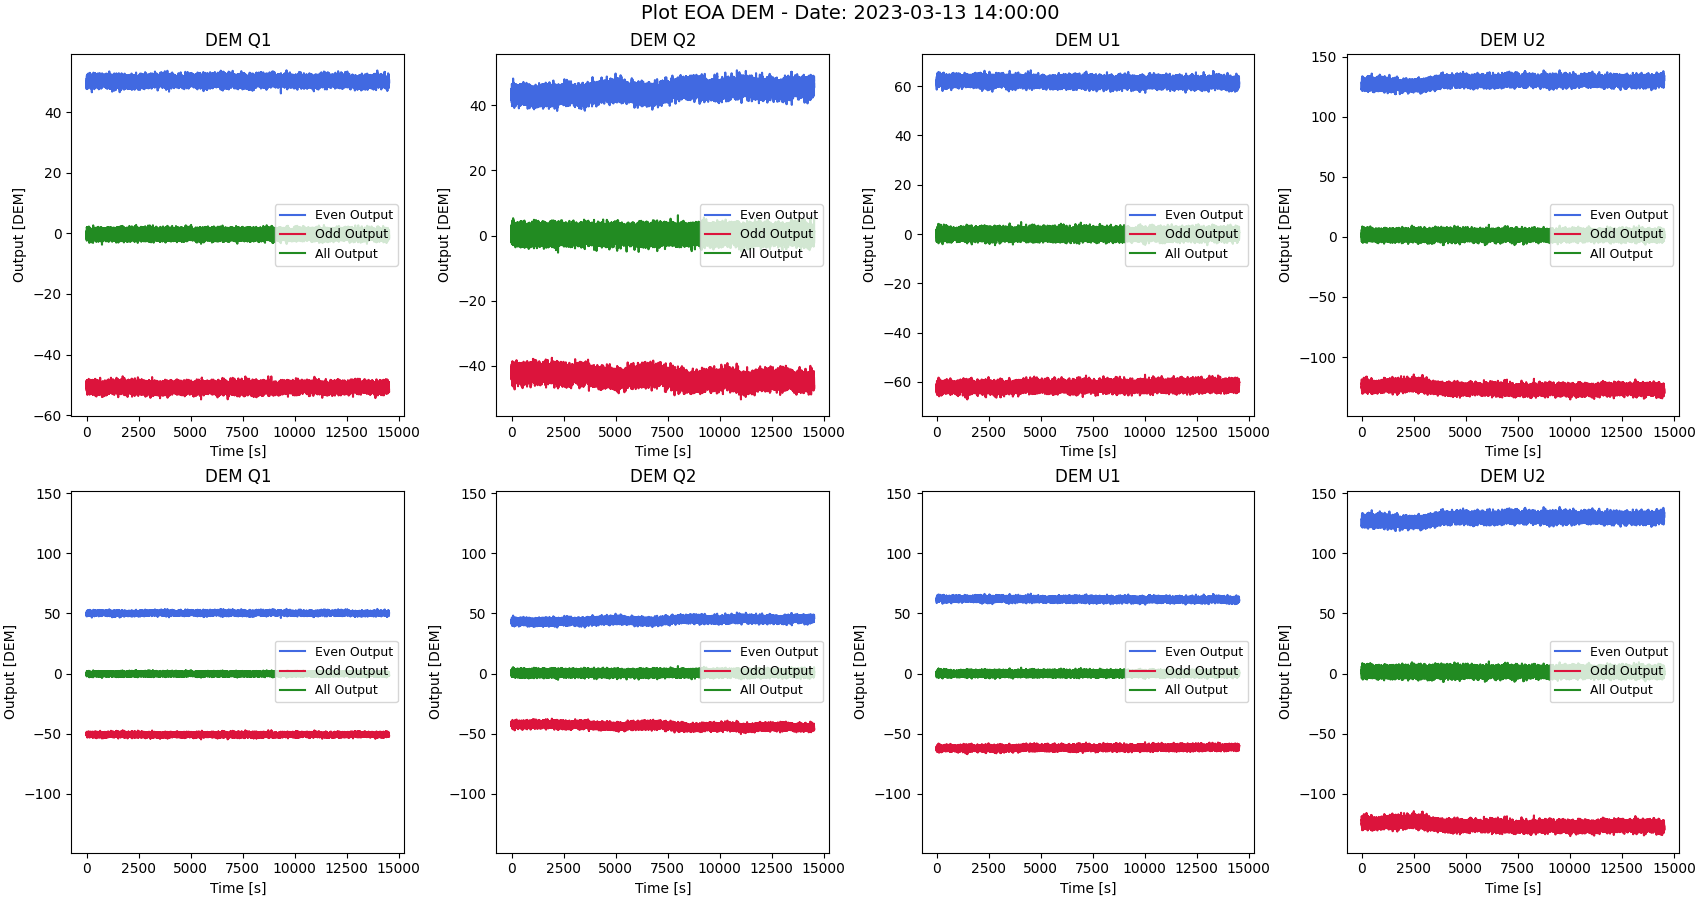 Plot EOA DEM - Date: 2023-03-13 14:00:00
DEM Q1
Output [DEM]
40
20
0
−20
−40
−60
Even Output
Odd Output
All Output
0 2500 5000 7500 10000 12500 15000
Time [s]
DEM Q2
Output [DEM]
40
20
0
−20
−40
Even Output
Odd Output
All Output
0 2500 5000 7500 10000 12500 15000
Time [s]
DEM U1
Output [DEM]
60
40
20
0
−20
−40
−60
Even Output
Odd Output
All Output
0 2500 5000 7500 10000 12500 15000
Time [s]
DEM U2
Output [DEM]
150
100
50
0
−50
−100
Even Output
Odd Output
All Output
0 2500 5000 7500 10000 12500 15000
Time [s]
DEM Q1
Output [DEM]
150
100
50
0
−50
−100
Even Output
Odd Output
All Output
0 2500 5000 7500 10000 12500 15000
Time [s]
DEM Q2
Output [DEM]
150
100
50
0
−50
−100
Even Output
Odd Output
All Output
0 2500 5000 7500 10000 12500 15000
Time [s]
DEM U1
Output [DEM]
150
100
50
0
−50
−100
Even Output
Odd Output
All Output
0 2500 5000 7500 10000 12500 15000
Time [s]
DEM U2
Output [DEM]
150
100
50
0
−50
−100
Even Output
Odd Output
All Output
0 2500 5000 7500 10000 12500 15000
Time [s]